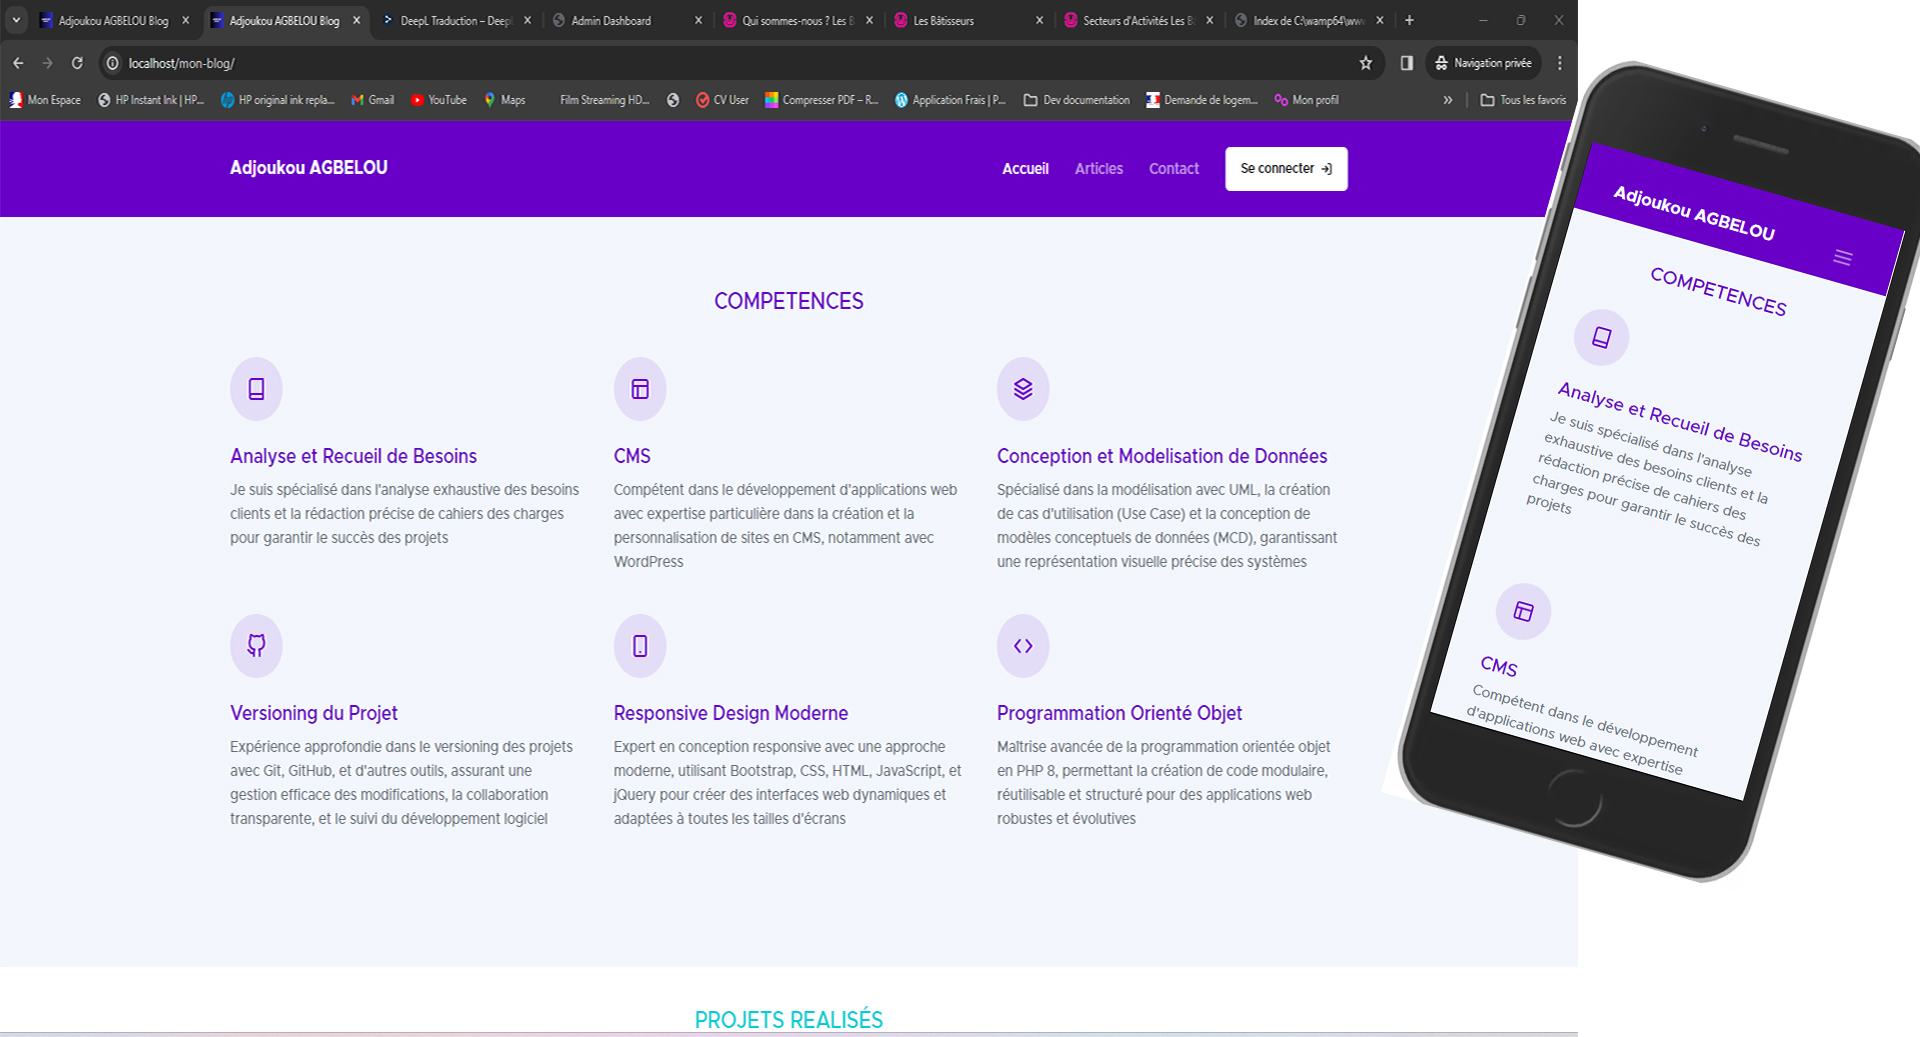 Adjoukou AGBELOU Blog
Adjoukou AGBELOU Blog
DeepL Traduction – DeepL
Admin Dashboard
Qui sommes-nous ? Les B
Les Bâtisseurs
Secteurs d'Activités Les B
Index de C:\wamp64\www
localhost/mon-blog/
Navigation privée
Mon Espace
HP Instant Ink | HP...
HP original ink repla...
Gmail
YouTube
Maps
Film Streaming HD...
CV User
Compresser PDF – R...
Application Frais | P...
Dev documentation
Demande de logem...
Mon profil
»
Tous les favoris
Adjoukou AGBELOU
Accueil
Articles
Contact
Se connecter
COMPETENCES
Analyse et Recueil de Besoins
Je suis spécialisé dans l'analyse exhaustive des besoins
clients et la rédaction précise de cahiers des charges
pour garantir le succès des projets
CMS
Compétent dans le développement d'applications web
avec expertise particulière dans la création et la
personnalisation de sites en CMS, notamment avec
WordPress
Conception et Modelisation de Données
Spécialisé dans la modélisation avec UML, la création
de cas d'utilisation (Use Case) et la conception de
modèles conceptuels de données (MCD), garantissant
une représentation visuelle précise des systèmes
Versioning du Projet
Expérience approfondie dans le versioning des projets
avec Git, GitHub, et d'autres outils, assurant une
gestion efficace des modifications, la collaboration
transparente, et le suivi du développement logiciel
Responsive Design Moderne
Expert en conception responsive avec une approche
moderne, utilisant Bootstrap, CSS, HTML, JavaScript, et
jQuery pour créer des interfaces web dynamiques et
adaptées à toutes les tailles d'écrans
Programmation Orienté Objet
Maîtrise avancée de la programmation orientée objet
en PHP 8, permettant la création de code modulaire,
réutilisable et structuré pour des applications web
robustes et évolutives
PROJETS REALISÉS
Adjoukou AGBELOU
COMPETENCES
Analyse et Recueil de Besoins
Je suis spécialisé dans l'analyse
exhaustive des besoins clients et la
rédaction précise de cahiers des
charges pour garantir le succès des
projets
CMS
Compétent dans le développement
d'applications web avec expertise